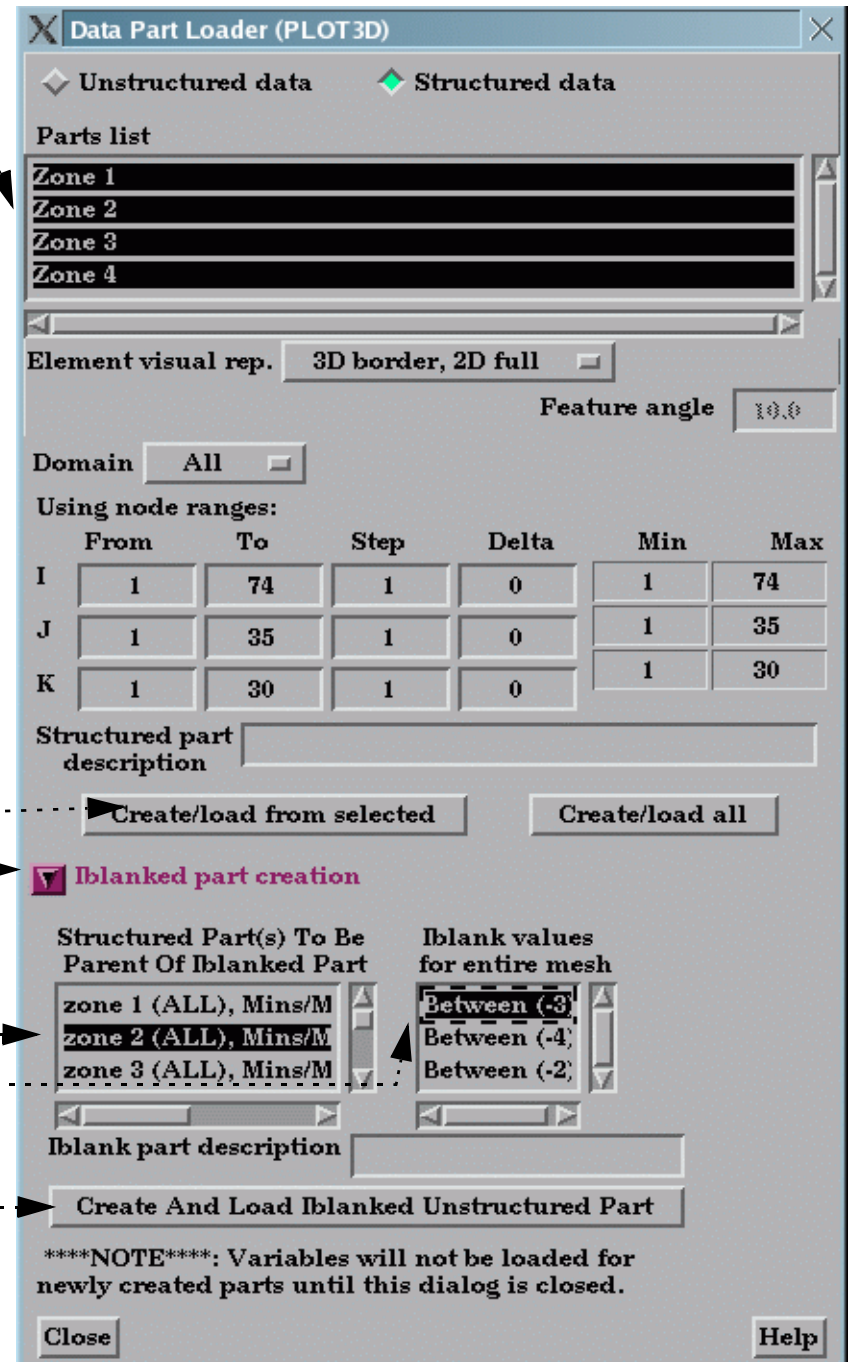 Data Part Loader (PLOT3D)
Unstructured data Structured data
Parts list
Zone 1
Zone 2
Zone 3
Zone 4
Element visual rep. 3D border, 2D full
Feature angle 10.0
Domain All
Using node ranges:
From To Step Delta Min Max
I 1 74 1 0 1 74
J 1 35 1 0 1 35
K 1 30 1 0 1 30
Structured part
description
Create/load from selected Create/load all
Iblanked part creation
Structured Part(s) To Be
Parent Of Iblanked Part
zone 1 (ALL), Mins/M
zone 2 (ALL), Mins/M
zone 3 (ALL), Mins/M
Iblank values
for entire mesh
Between (-3)
Between (-4)
Between (-2)
Iblank part description
Create And Load Iblanked Unstructured Part
****NOTE****: Variables will not be loaded for
newly created parts until this dialog is closed.
Close Help